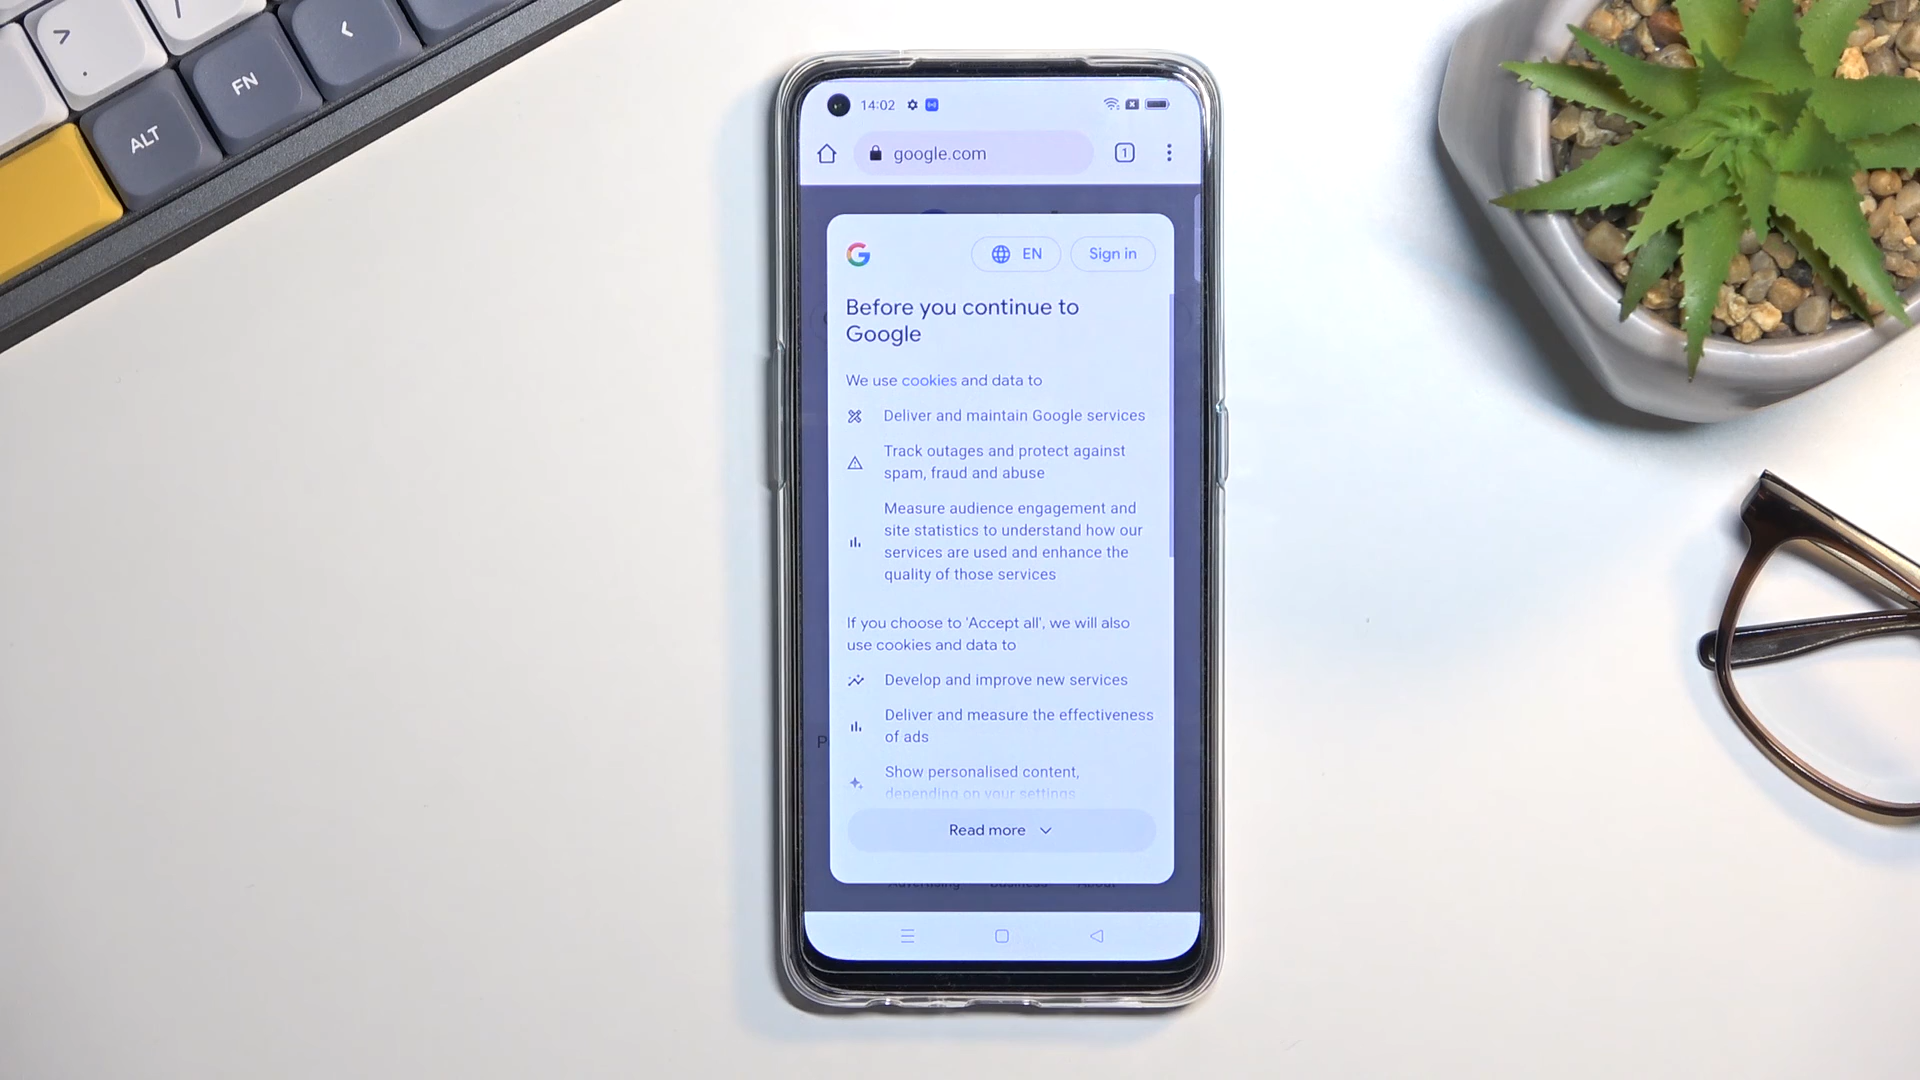 ALT
FN
14:02
google.com
1
EN
Sign in
Before you continue to
Google
We use cookies and data to
Deliver and maintain Google services
Track outages and protect against
spam, fraud and abuse
Measure audience engagement and
site statistics to understand how our
services are used and enhance the
quality of those services
If you choose to 'Accept all', we will also
use cookies and data to
Develop and improve new services
Deliver and measure the effectiveness
of ads
Show personalised content,
depending on your settings
Read more
Advertising Business About